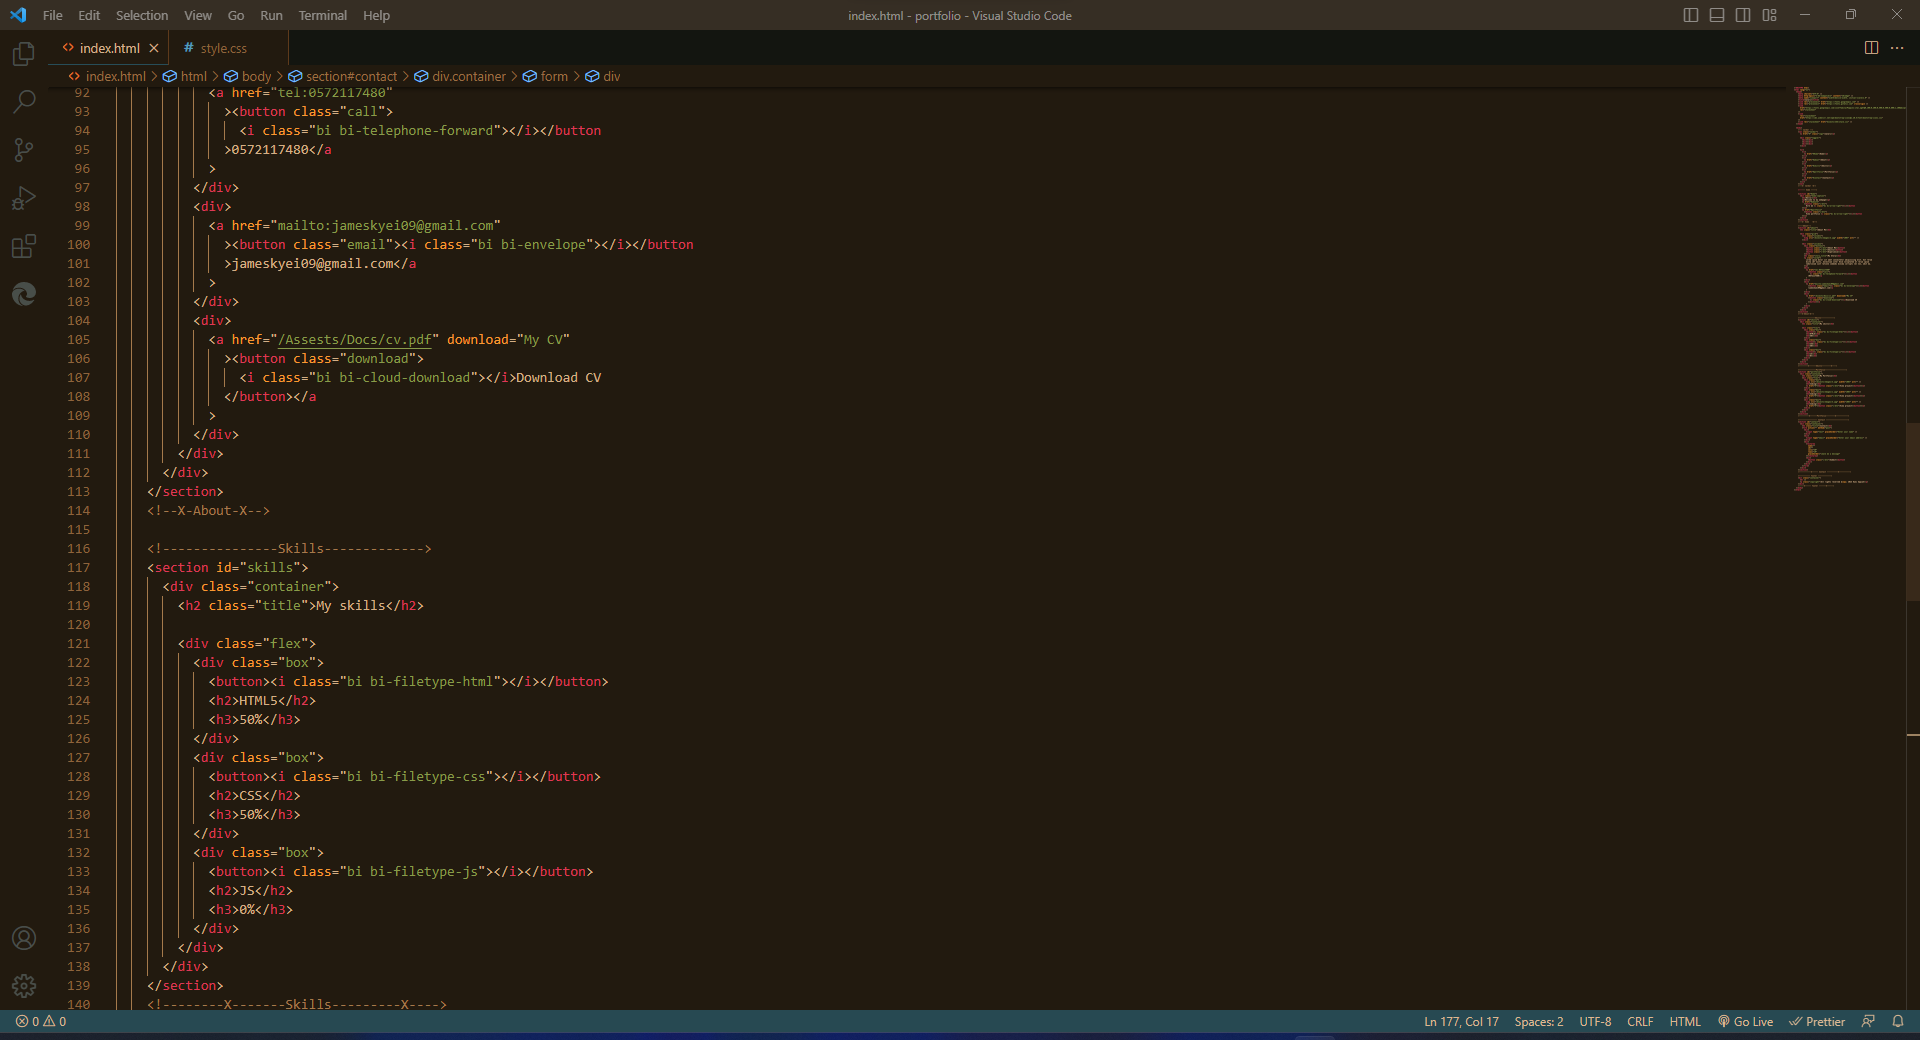 File Edit Selection View Go Run Terminal Help
index.html - portfolio - Visual Studio Code
index.html
# style.css
index.html > html > body > section#contact > div.container > form > div
92 <a href="tel:0572117480"
93 ><button class="call">
94 <i class="bi bi-telephone-forward"></i></button
95 >0572117480</a
96 >
97 </div>
98 <div>
99 <a href="mailto:jameskyei09@gmail.com"
100 ><button class="email"><i class="bi bi-envelope"></i></button
101 >jameskyei09@gmail.com</a
102 >
103 </div>
104 <div>
105 <a href="/Assests/Docs/cv.pdf" download="My CV"
106 ><button class="download">
107 <i class="bi bi-cloud-download"></i>Download CV
108 </button></a
109 >
110 </div>
111 </div>
112 </div>
113 </section>
114 <!--X-About-X-->
115
116 <!---------------Skills------------->
117 <section id="skills">
118 <div class="container">
119 <h2 class="title">My skills</h2>
120
121 <div class="flex">
122 <div class="box">
123 <button><i class="bi bi-filetype-html"></i></button>
124 <h2>HTML5</h2>
125 <h3>50%</h3>
126 </div>
127 <div class="box">
128 <button><i class="bi bi-filetype-css"></i></button>
129 <h2>CSS</h2>
130 <h3>50%</h3>
131 </div>
132 <div class="box">
133 <button><i class="bi bi-filetype-js"></i></button>
134 <h2>JS</h2>
135 <h3>0%</h3>
136 </div>
137 </div>
138 </div>
139 </section>
140 <!--------X-------Skills---------X---->
0 0 Ln 177, Col 17 Spaces: 2 UTF-8 CRLF HTML Go Live Prettier